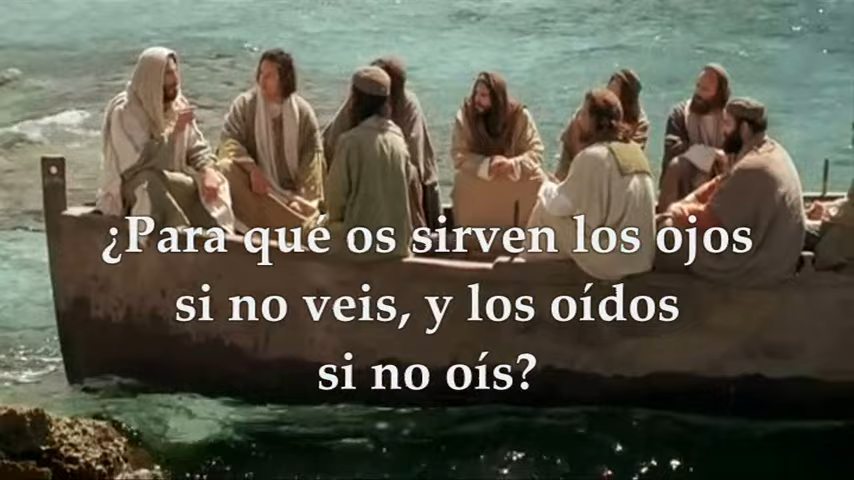 ¿Para qué os sirven los ojos
si no veis, y los oídos
si no oís?